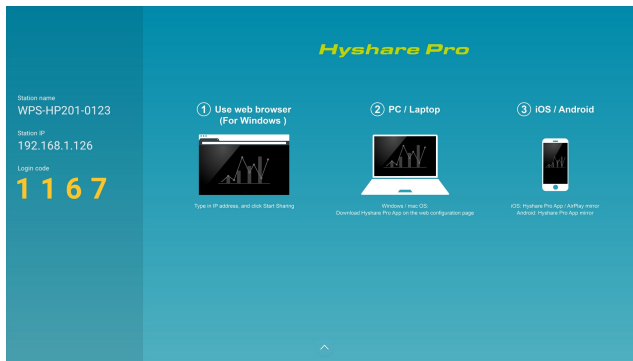 Hyshare Pro
Station name
WPS-HP201-0123
Station IP
192.168.1.126
Login code
1 1 6 7
1 Use web browser
(For Windows )
Type in IP address, and click Start Sharing
2 PC / Laptop
Windows / mac OS:
Download Hyshare Pro App on the web configuration page
3 iOS / Android
iOS: Hyshare Pro App / AirPlay mirror
Android: Hyshare Pro App mirror